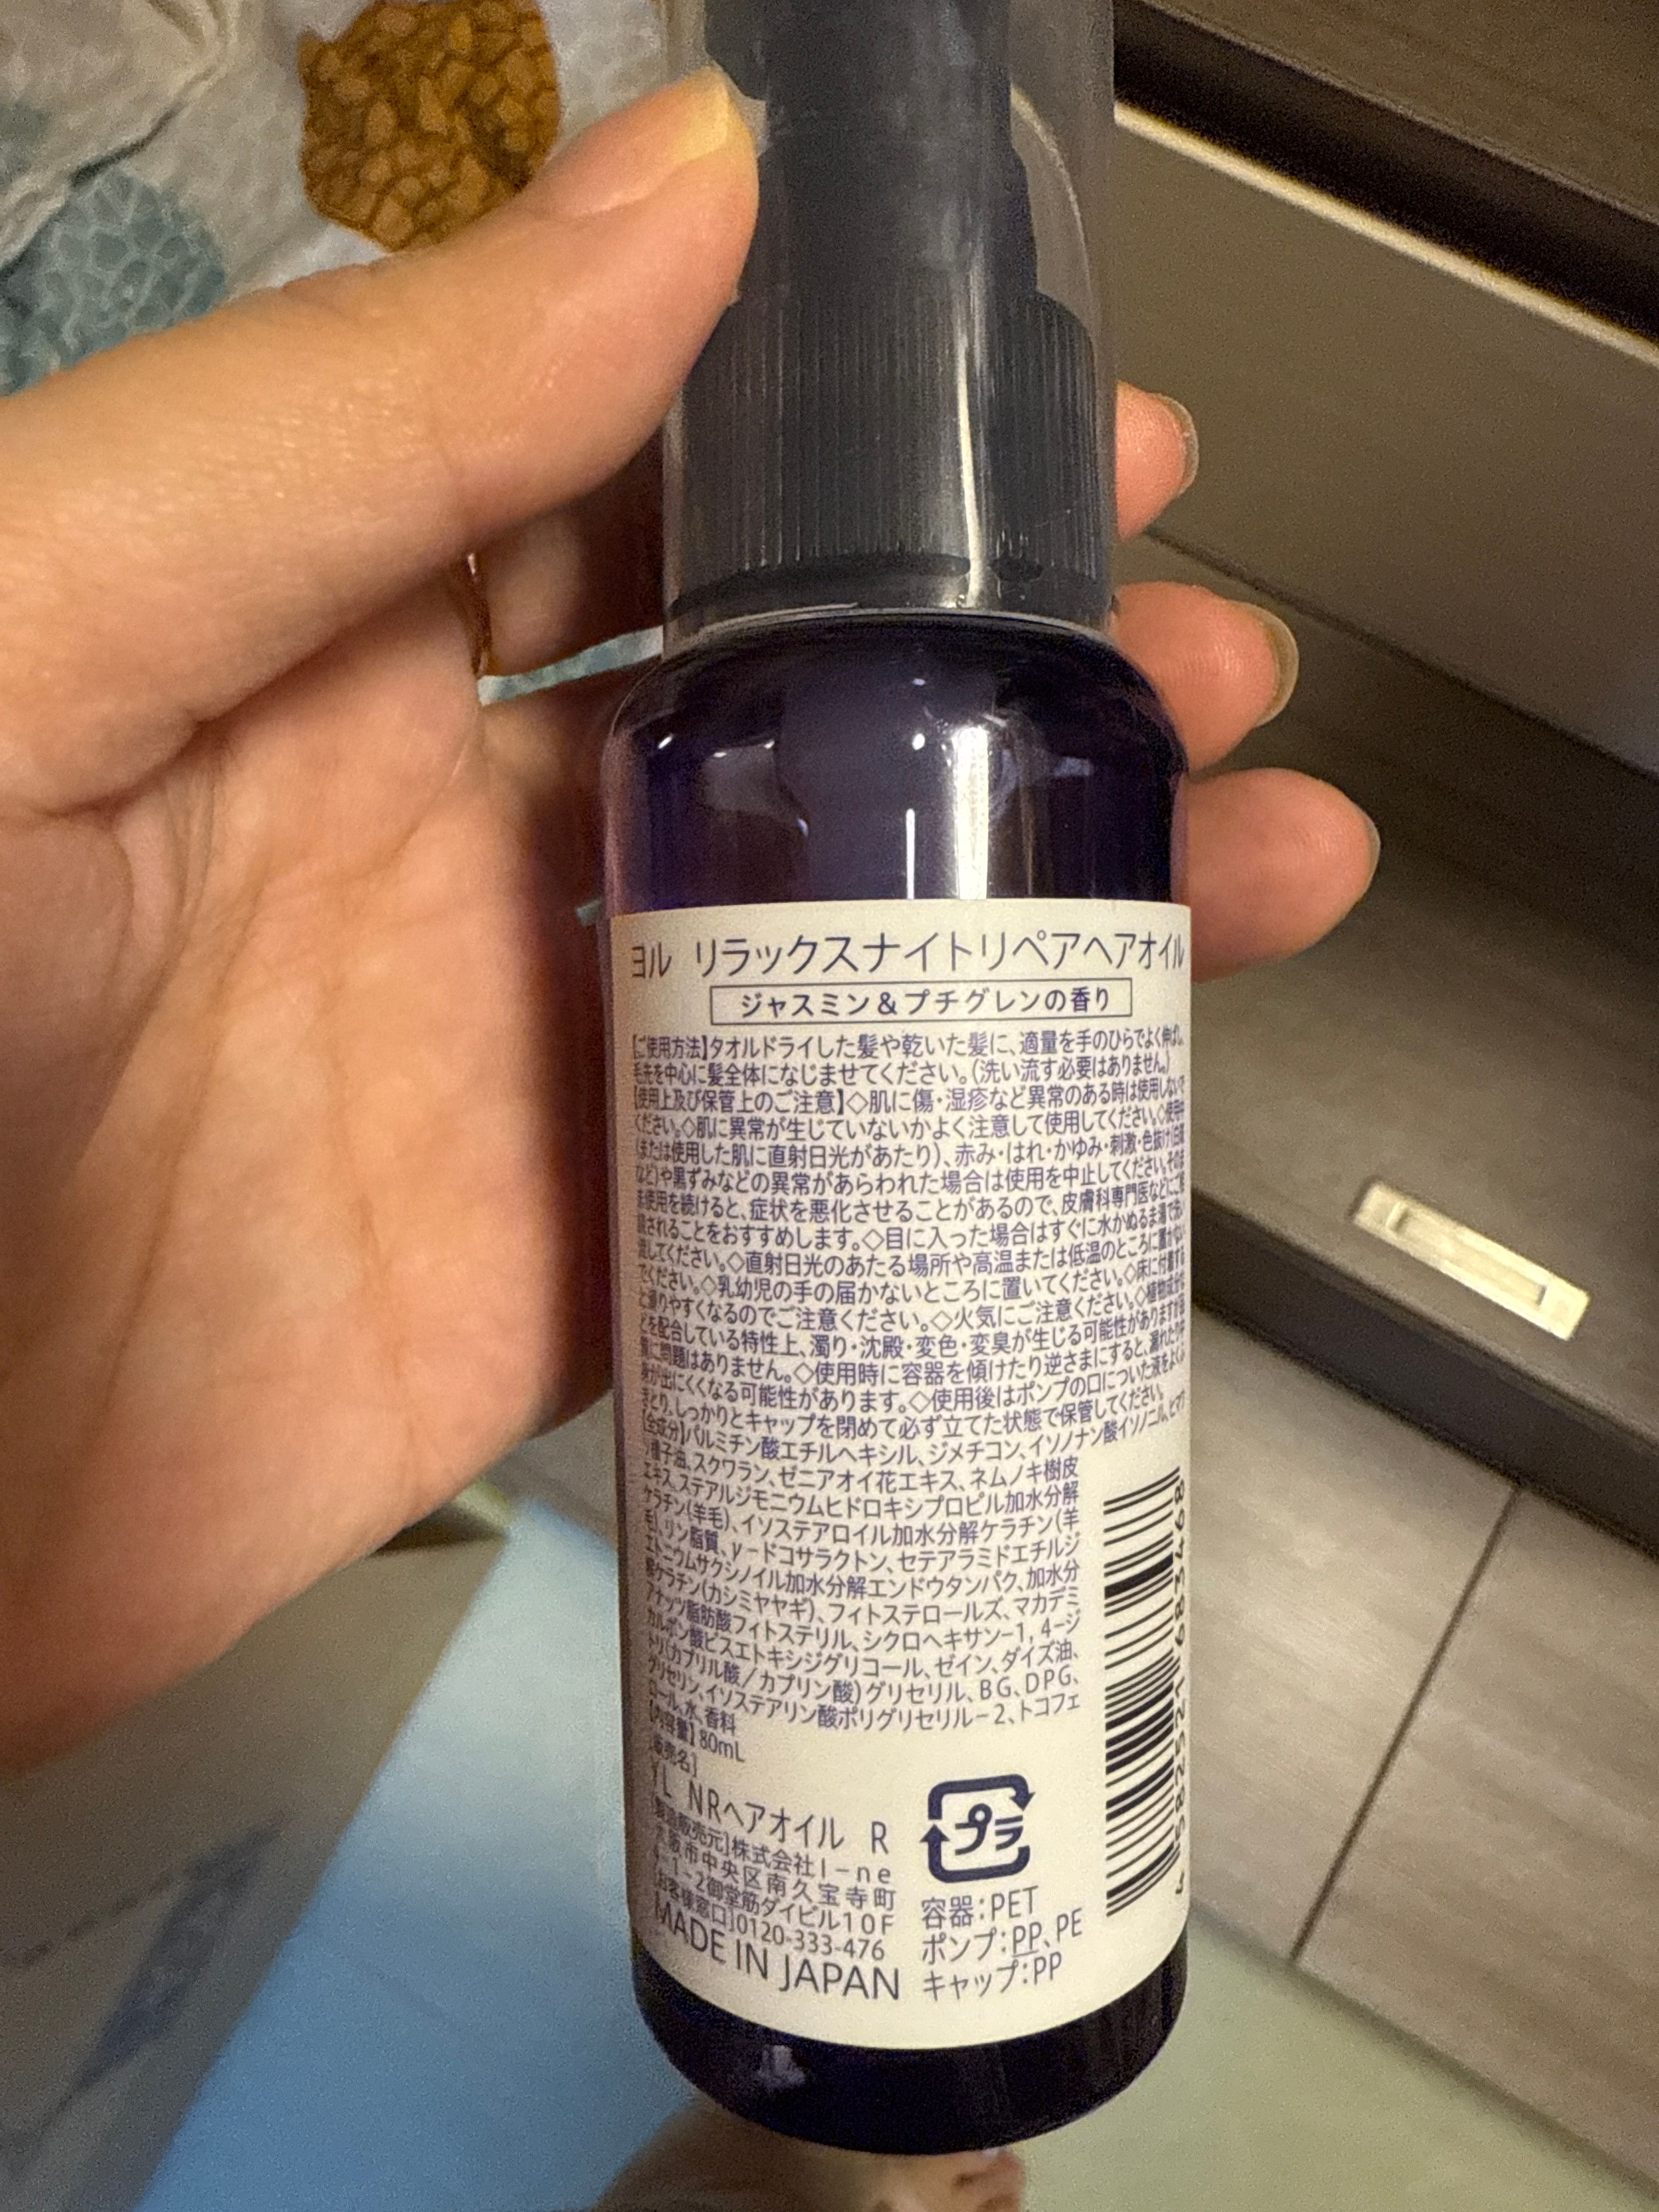 ヨル リラックスナイトリペアヘアオイル
ジャスミン＆プチグレンの香り
【ご使用方法】タオルドライした髪や乾いた髪に、適量を手のひらでよく伸ばし、
毛先を中心に髪全体になじませてください。(洗い流す必要はありません。)
【使用上及び保管上のご注意】◇肌に傷・湿疹など異常のある時は使用しないで
ください。◇肌に異常が生じていないかよく注意して使用してください。◇使用中
(または使用した肌に直射日光があたり)、赤み・はれ・かゆみ・刺激・色抜け(白斑
など)や黒ずみなどの異常があらわれた場合は使用を中止してください。そのま
ま使用を続けると、症状を悪化させることがあるので、皮膚科専門医などにご相
談されることをおすすめします。◇目に入った場合はすぐに水かぬるま湯で洗い
流してください。◇直射日光のあたる場所や高温または低温のところに置かない
でください。◇乳幼児の手の届かないところに置いてください。◇床に付着する
と滑りやすくなるのでご注意ください。◇火気にご注意ください。◇植物成分な
どを配合している特性上、濁り・沈殿・変色・変臭が生じる可能性がありますが品
質に問題はありません。◇使用時に容器を傾けたり逆さまにすると、漏れたり中
身が出にくくなる可能性があります。◇使用後はポンプの口についた液をよくふ
きとり、しっかりとキャップを閉めて必ず立てた状態で保管してください。
【全成分】パルミチン酸エチルヘキシル、ジメチコン、イソノナン酸イソノニル、ヒマワ
リ種子油、スクワラン、ゼニアオイ花エキス、ネムノキ樹皮
エキス、ステアルジモニウムヒドロキシプロピル加水分解
ケラチン(羊毛)、イソステアロイル加水分解ケラチン(羊
毛)、リン脂質、γ－ドコサラクトン、セテアラミドエチルジ
エトニウムサクシノイル加水分解エンドウタンパク、加水分
解ケラチン(カシミヤヤギ)、フィトステロールズ、マカデミ
アナッツ脂肪酸フィトステリル、シクロヘキサン－1, 4－ジ
カルボン酸ビスエトキシジグリコール、ゼイン、ダイズ油、
トリ(カプリル酸／カプリン酸)グリセリル、BG、DPG、
グリセリン、イソステアリン酸ポリグリセリル－2、トコフェ
ロール、水、香料
【内容量】80mL
【販売名】
YL NRヘアオイル R
【製造販売元】株式会社I－ne
大阪市中央区南久宝寺町
4－1－2御堂筋ダイビル10F
【お客様窓口】0120-333-476
MADE IN JAPAN
プラ
容器：PET
ポンプ：PP、PE
キャップ：PP
4 582521 683468